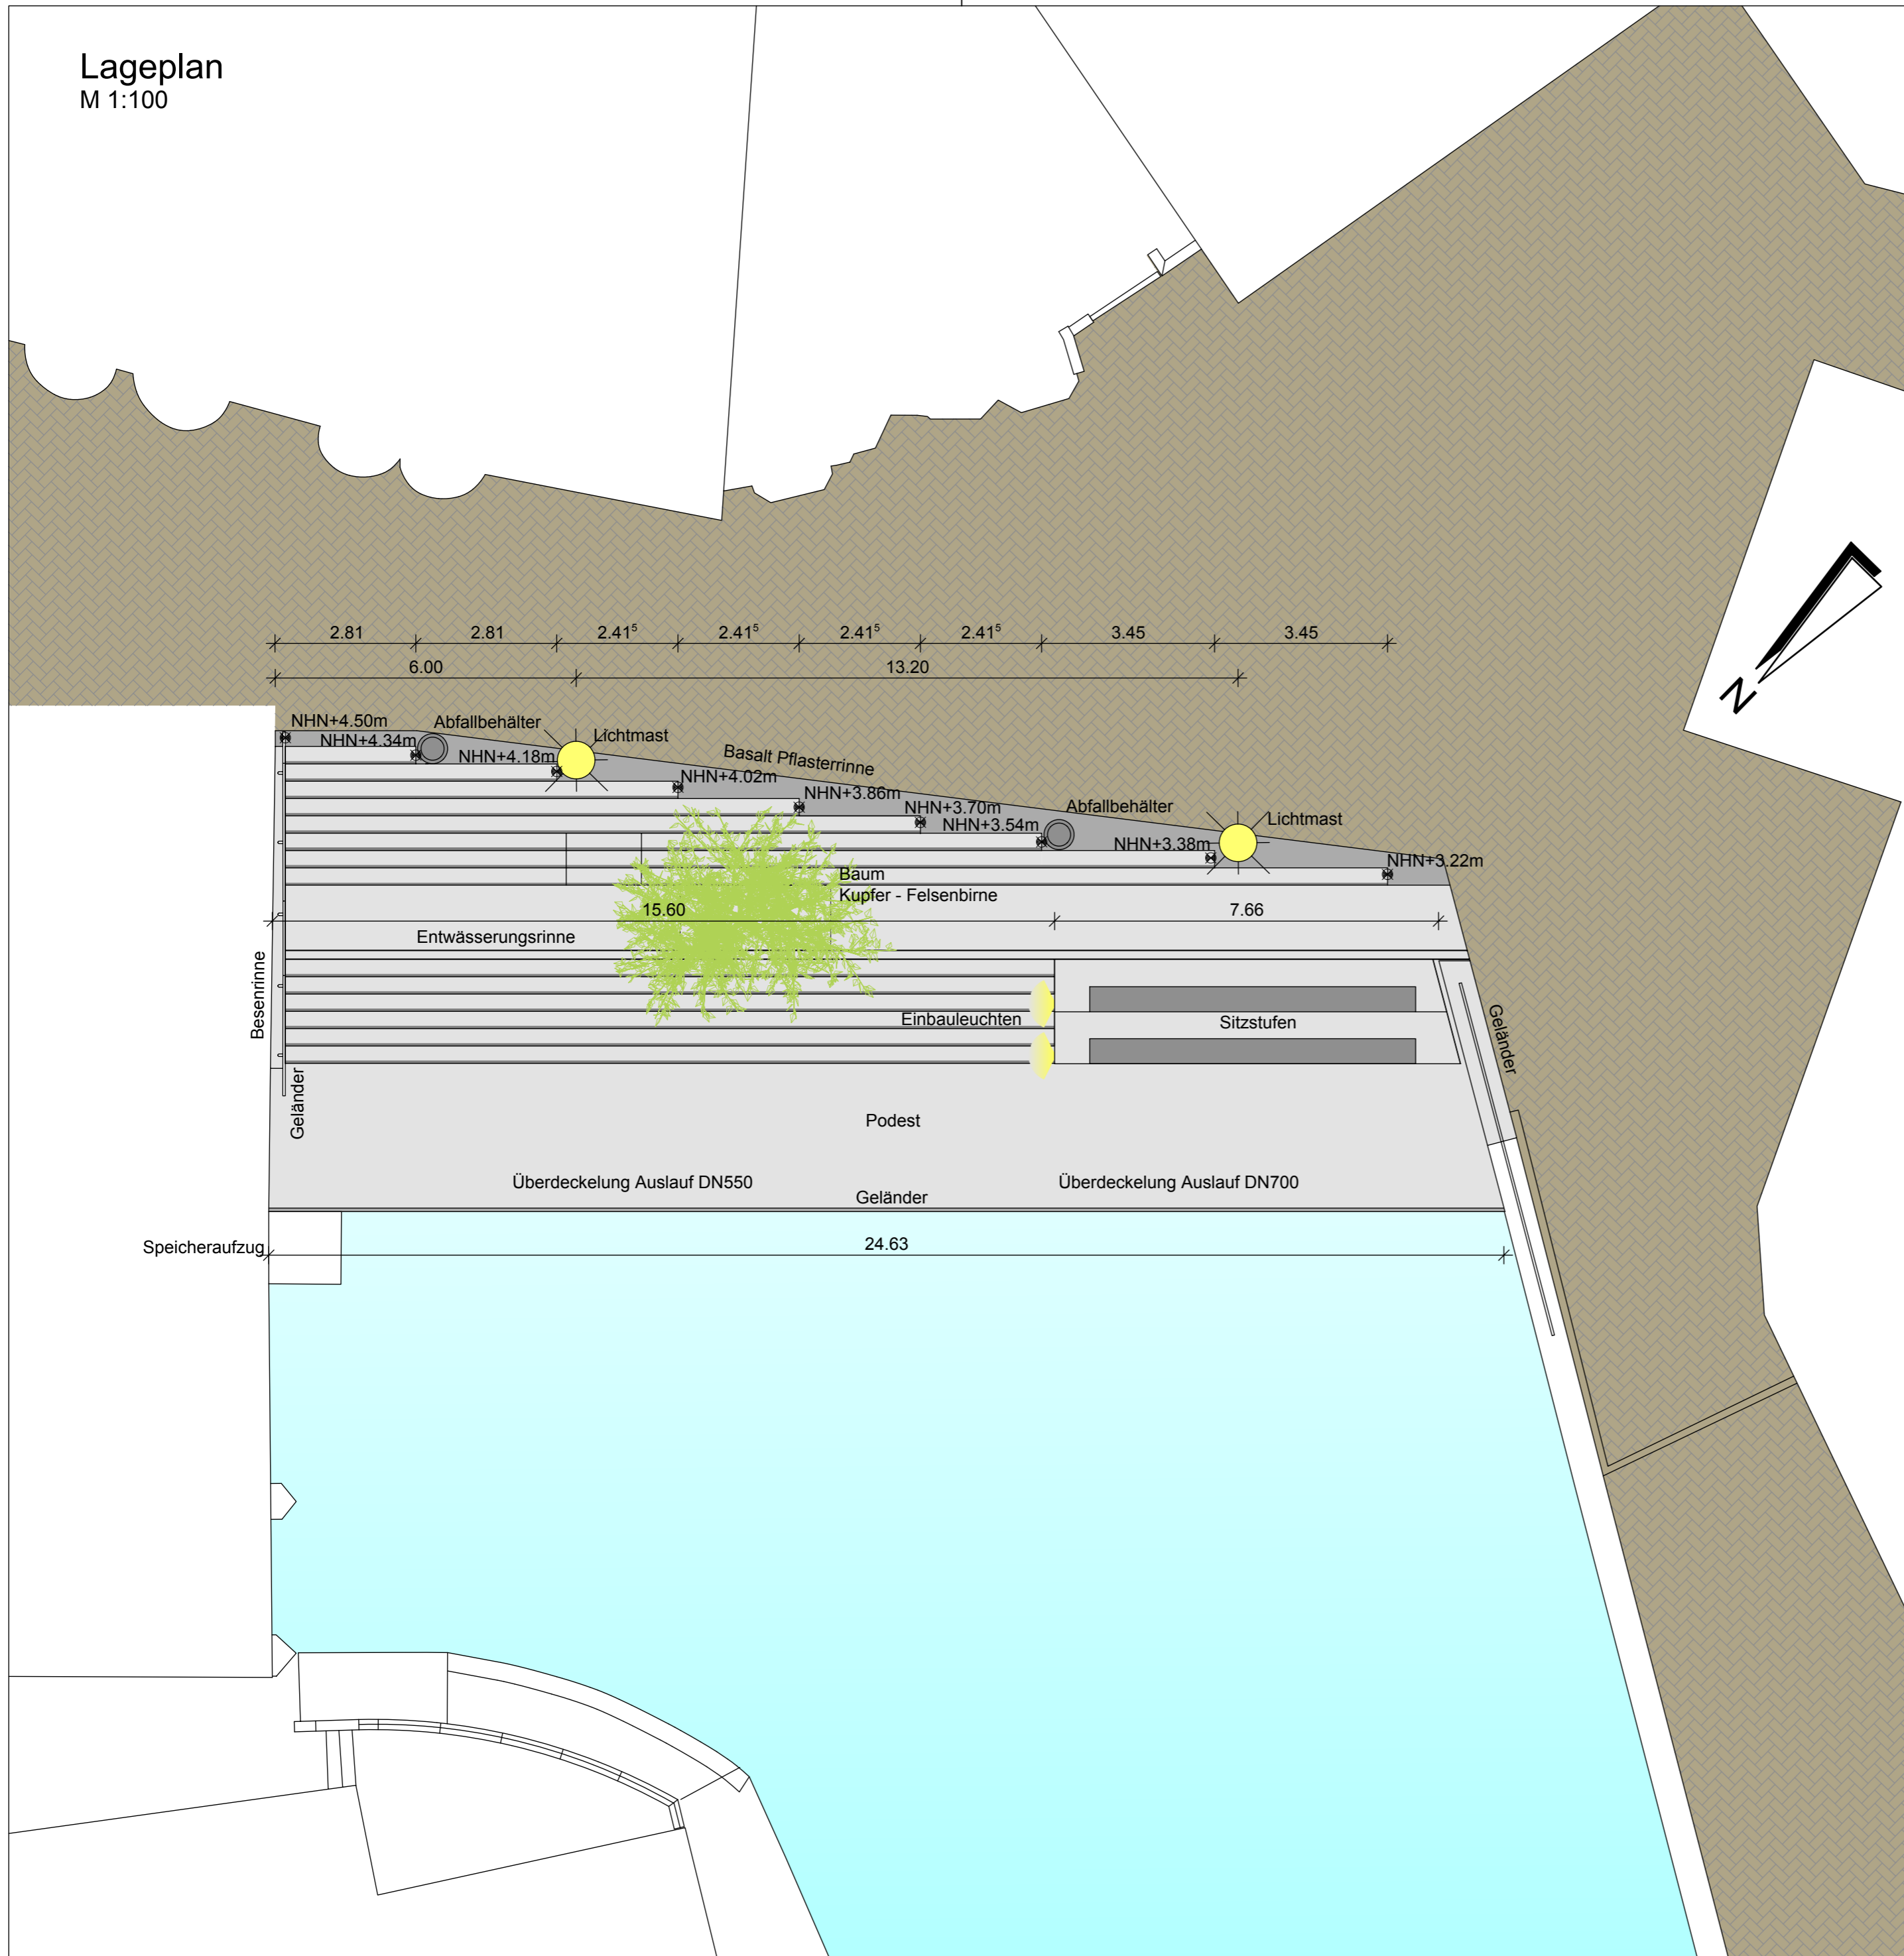 Lageplan
M 1:100
2.81 2.81 2.41⁵ 2.41⁵ 2.41⁵ 2.41⁵ 3.45 3.45
6.00 13.20
N
NHN+4.50m
Abfallbehälter
Lichtmast
NHN+4.34m
NHN+4.18m
Basalt Pflasterrinne
NHN+4.02m
NHN+3.86m
NHN+3.70m
Abfallbehälter
NHN+3.54m
Lichtmast
NHN+3.38m
NHN+3.22m
Baum
Kupfer - Felsenbirne
15.60 7.66
Entwässerungsrinne
Besenrinne
Einbauleuchten
Sitzstufen
Geländer
Geländer
Podest
Überdeckelung Auslauf DN550
Überdeckelung Auslauf DN700
Geländer
Speicheraufzug
24.63